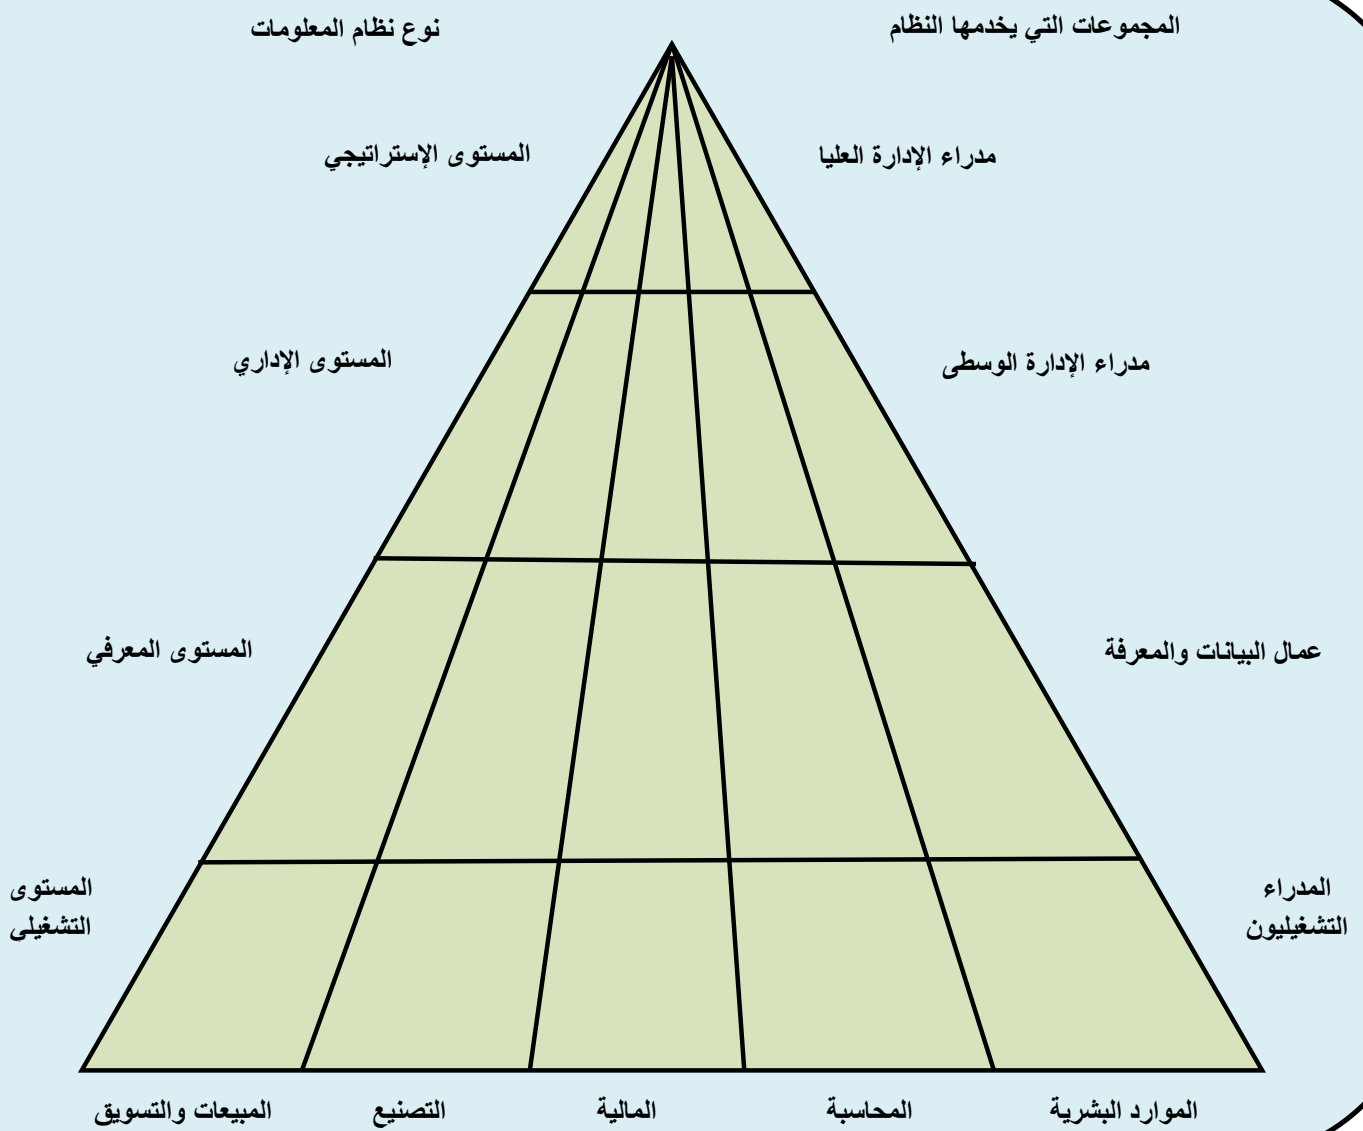 المجموعات التي يخدمها النظام
نوع نظام المعلومات
مدراء الإدارة العليا
المستوى الإستراتيجي
مدراء الإدارة الوسطى
المستوى الإداري
عمال البيانات والمعرفة
المستوى المعرفي
المدراء
التشغيليون
المستوى
التشغيلى
الموارد البشرية
المحاسبة
المالية
التصنيع
المبيعات والتسويق